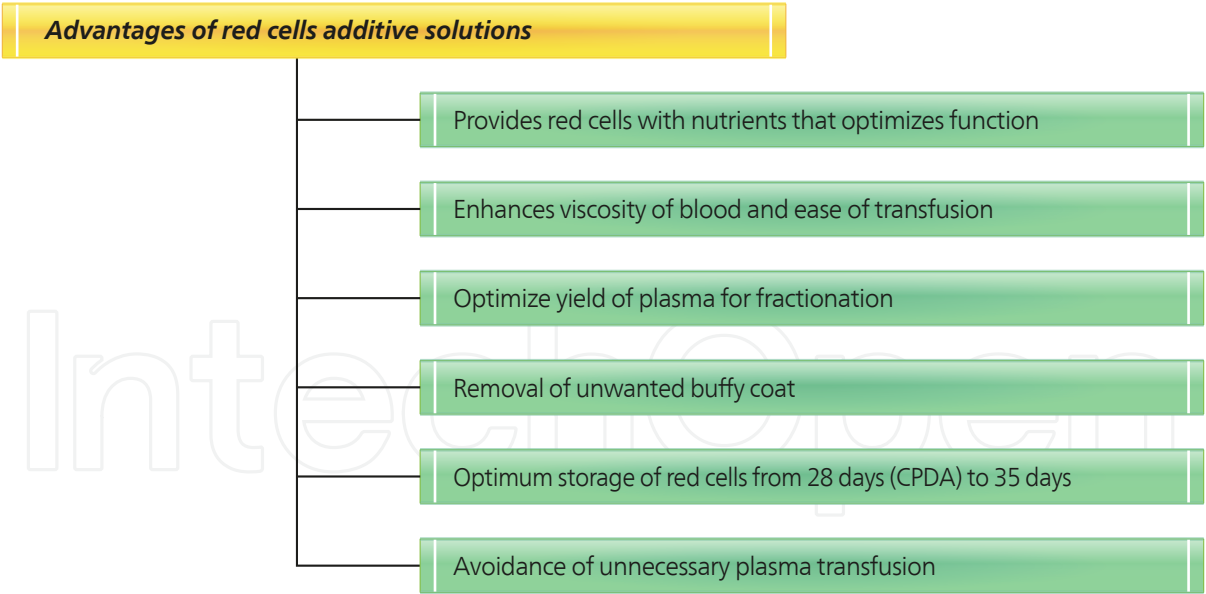 Advantages of red cells additive solutions
Provides red cells with nutrients that optimizes function
Enhances viscosity of blood and ease of transfusion
Optimize yield of plasma for fractionation
Removal of unwanted buffy coat
Optimum storage of red cells from 28 days (CPDA) to 35 days
Avoidance of unnecessary plasma transfusion
IntechOpen